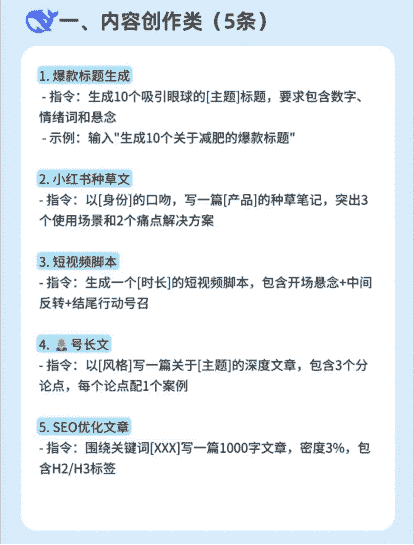 一、内容创作类（5条）
1. 爆款标题生成
- 指令：生成10个吸引眼球的[主题]标题，要求包含数字、
情绪词和悬念
- 示例：输入"生成10个关于减肥的爆款标题"
2. 小红书种草文
- 指令：以[身份]的口吻，写一篇[产品]的种草笔记，突出3
个使用场景和2个痛点解决方案
3. 短视频脚本
- 指令：生成一个[时长]的短视频脚本，包含开场悬念+中间
反转+结尾行动号召
4. 号长文
- 指令：以[风格]写一篇关于[主题]的深度文章，包含3个分
论点，每个论点配1个案例
5. SEO优化文章
- 指令：围绕关键词[XXX]写一篇1000字文章，密度3%，包
含H2/H3标签